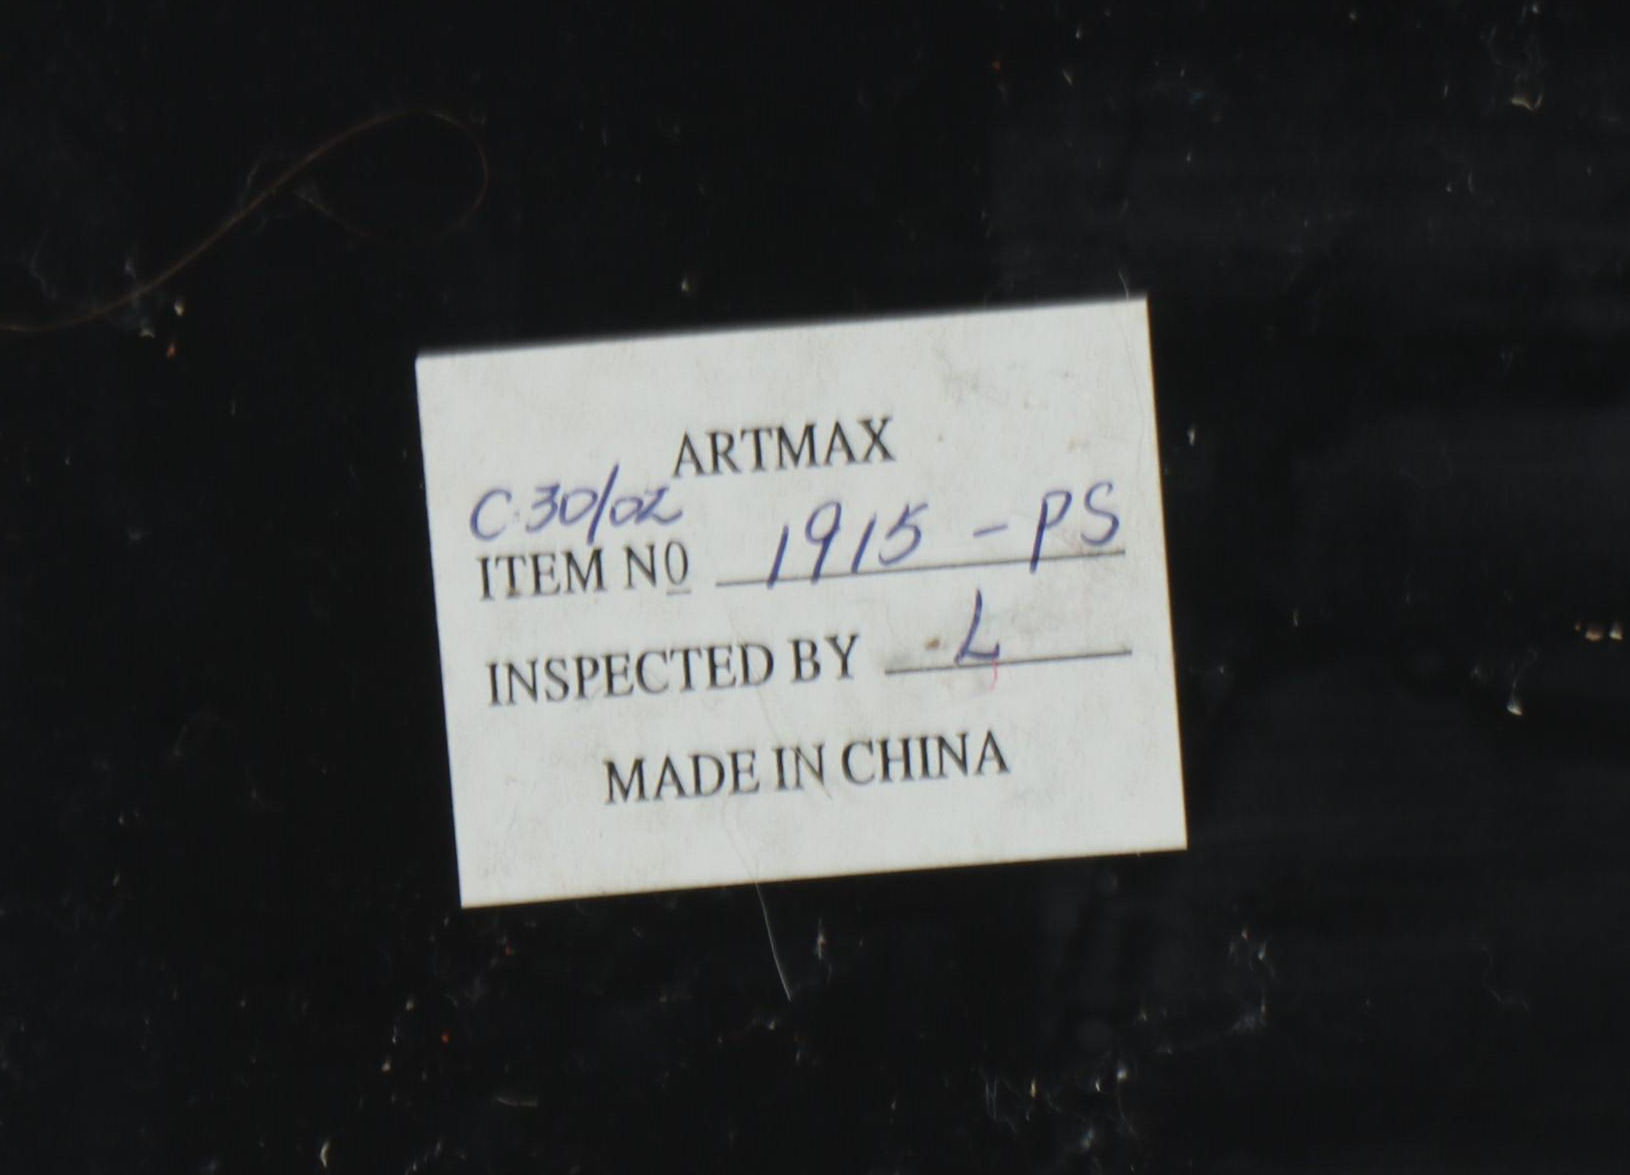 ARTMAX
C·30/02
ITEM NO 1915 - PS
INSPECTED BY L
MADE IN CHINA